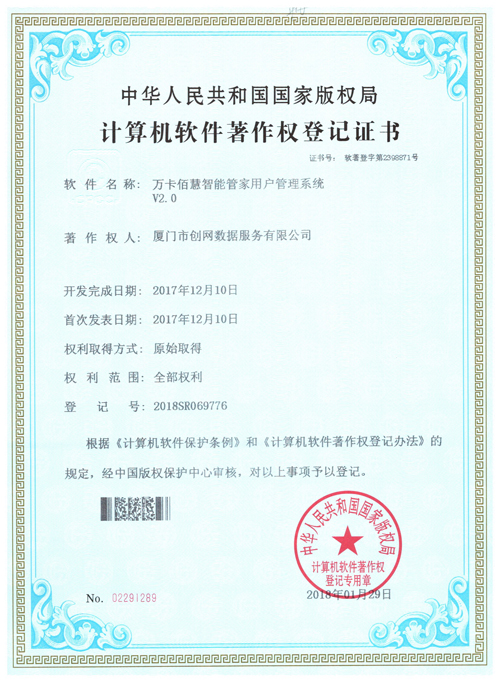 中华人民共和国国家版权局
计算机软件著作权登记证书
证书号： 软著登字第2398871号
软件名称： 万卡佰慧智能管家用户管理系统
V2.0
著作权人： 厦门市创网数据服务有限公司
开发完成日期： 2017年12月10日
首次发表日期： 2017年12月10日
权利取得方式： 原始取得
权利范围： 全部权利
登记号： 2018SR069776
根据《计算机软件保护条例》和《计算机软件著作权登记办法》的
规定，经中国版权保护中心审核，对以上事项予以登记。
中华人民共和国国家版权局
计算机软件著作权
登记专用章
2018年01月29日
No. 02291289